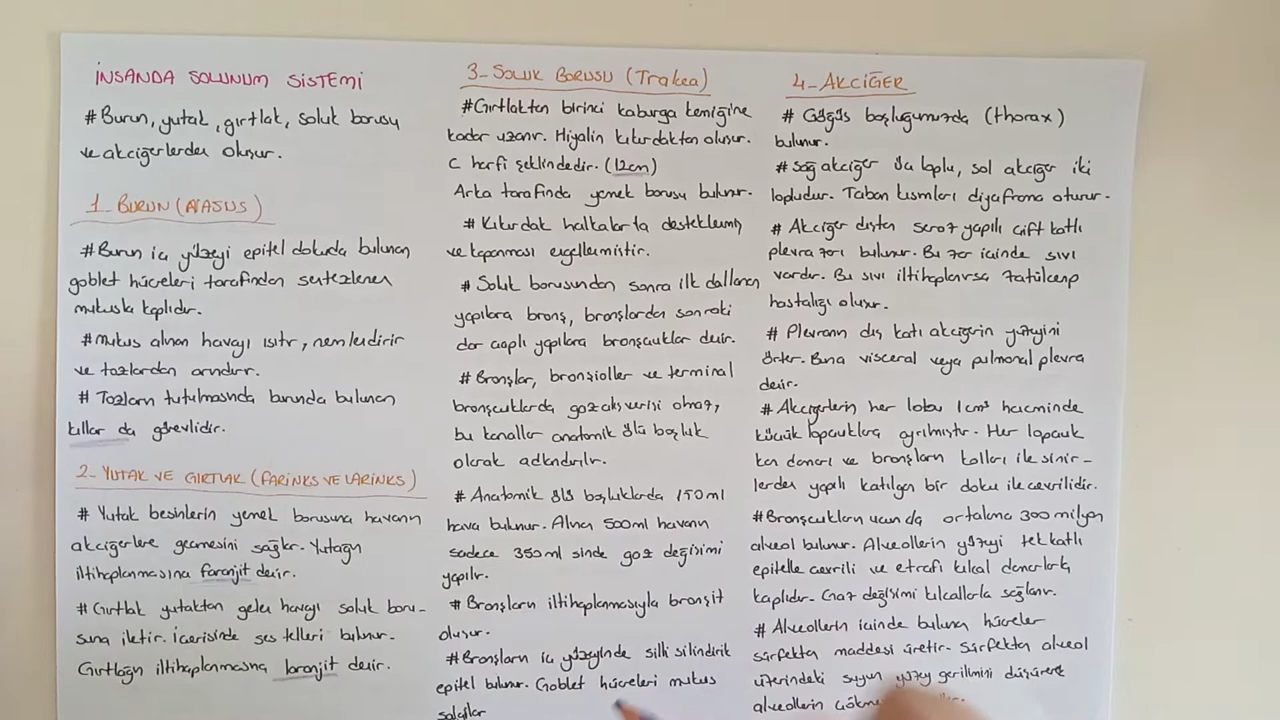 İNSANDA SOLUNUM SİSTEMİ
# Burun, yutak, gırtlak, soluk borusu
ve akciğerlerden oluşur.
1- BURUN (NASUS)
# Burun iç yüzeyi epitel dokuda bulunan
goblet hücreleri tarafından sentezlenen
mukusla kaplıdır.
# Mukus alınan havayı ısıtır, nemlendirir
ve tozlardan arındırır.
# Tozların tutulmasında burunda bulunan
kıllar da görevlidir.
2- YUTAK VE GIRTLAK (FARİNKS VE LARİNKS)
# Yutak besinlerin yemek borusuna havanın
akciğerlere geçmesini sağlar. Yutağın
iltihaplanmasına faranjit denir.
# Gırtlak yutaktan gelen havayı soluk boru-
suna iletir. İçerisinde ses telleri bulunur.
Gırtlağın iltihaplanmasına laranjit denir.
3- SOLUK BORUSU (Trakea)
# Gırtlaktan birinci kaburga kemiğine
kadar uzanır. Hiyalin kıkırdaktan oluşur.
C harfi şeklindedir. (12cm)
Arka tarafında yemek borusu bulunur.
# Kıkırdak halkalarla desteklenmiş
ve kapanması engellenmiştir.
# Soluk borusundan sonra ilk dallanan
yapılara bronş, bronşlardan sonraki
dar çaplı yapılara bronşçuklar denir.
# Bronşlar, bronşioller ve terminal
bronşçuklarda gaz alışverişi olmaz,
bu kanallar anatomik ölü boşluk
olarak adlandırılır.
# Anatomik ölü boşluklarda 150 ml
hava bulunur. Alınan 500ml havanın
sadece 350 ml sinde gaz değişimi
yapılır.
# Bronşların iltihaplanmasıyla bronşit
oluşur.
# Bronşların iç yüzeyinde silli silindirik
epitel bulunur. Goblet hücreleri mukus
salgılar
4- AKCİĞER
# Göğüs boşluğumuzda (thorax)
bulunur.
# Sağ akciğer üç loplu, sol akciğer iki
lopludur. Taban kısımları diyaframa oturur.
# Akciğer dıştan seroz yapılı çift katlı
plevra zarı bulunur. Bu zar içinde sıvı
vardır. Bu sıvı iltihaplanırsa zatülcenp
hastalığı oluşur.
# Plevranın dış katı akciğerin yüzeyini
örter. Buna visceral veya pulmonal plevra
denir.
# Akciğerlerin her lobu 1cm³ hacminde
küçük lopçuklara ayrılmıştır. Her lopçuk
kan damarı ve bronşların kolları ile sinir-
lerden yapılı katılgan bir doku ile çevrilidir.
# Bronşçukların ucunda ortalama 300 milyon
alveol bulunur. Alveollerin yüzeyi tek katlı
epitelle çevrili ve etrafı kılcal damarlarla
kaplıdır. Gaz değişimi kılcallarla sağlanır.
# Alveollerin içinde bulunan hücreler
sürfektan maddesi üretir. Sürfektan alveol
üzerindeki suyun yüzey gerilimini düşürerek
alveollerin